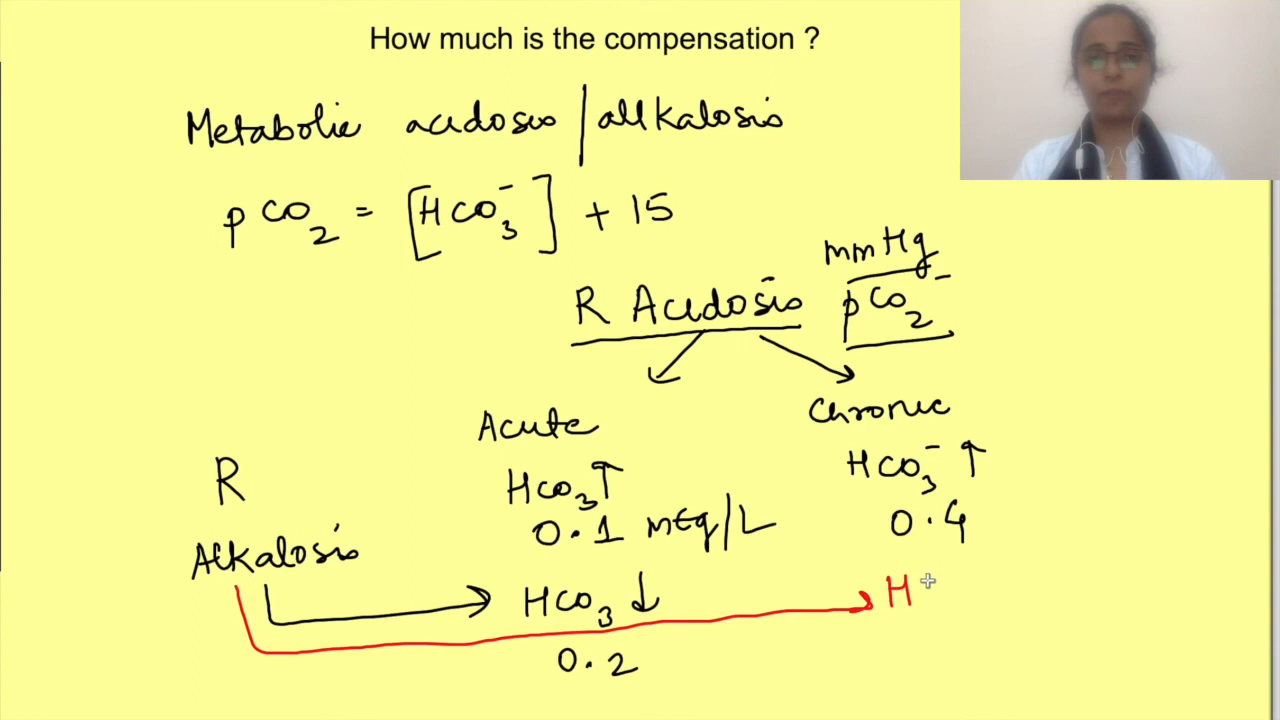 How much is the compensation ?
Metabolic acidosis | alkalosis
pCO₂ = [HCO₃⁻] + 15
mmHg
R Acidosis pCO₂⁻
Acute Chronic
HCO₃↑ HCO₃⁻↑
0.1 mEq/L 0.4
R
Alkalosis
HCO₃↓ H
0.2